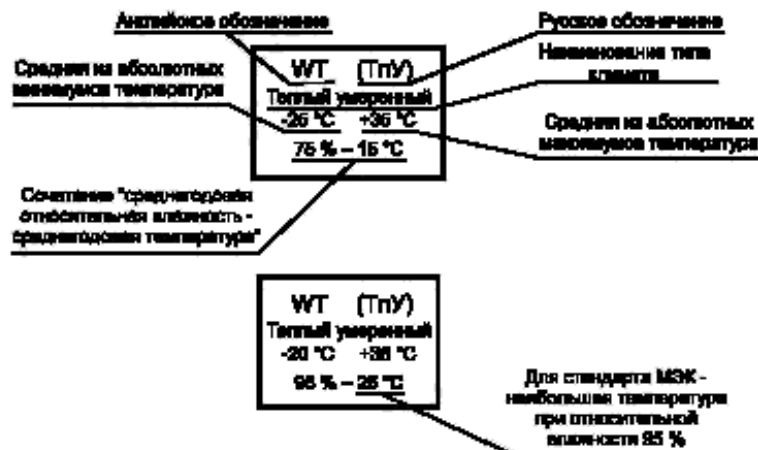 Английское обозначение
Русское обозначение
WT (ТпУ)
Наименование типа
климата
Средняя из абсолютных
минимумов температура
Теплый умеренный
-25 °C +35 °C
Средняя из абсолютных
максимумов температура
75 % – 15 °C
Сочетание "среднегодовая
относительная влажность -
среднегодовая температура"
WT (ТпУ)
Теплый умеренный
-20 °C +35 °C
95 % – 25 °C
Для стандарта МЭК -
наибольшая температура
при относительной
влажности 95 %